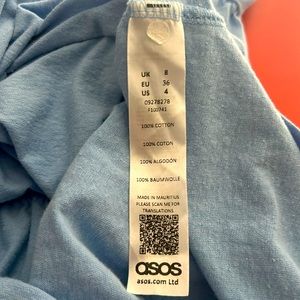 UK 8
EU 36
US 4
09278278
100% COTTON
100% COTON
100% ALGODÓN
100% BAUMWOLLE
MADE IN MAURITIUS
PLEASE SCAN ME FOR
TRANSLATIONS
asos
asos.com Ltd